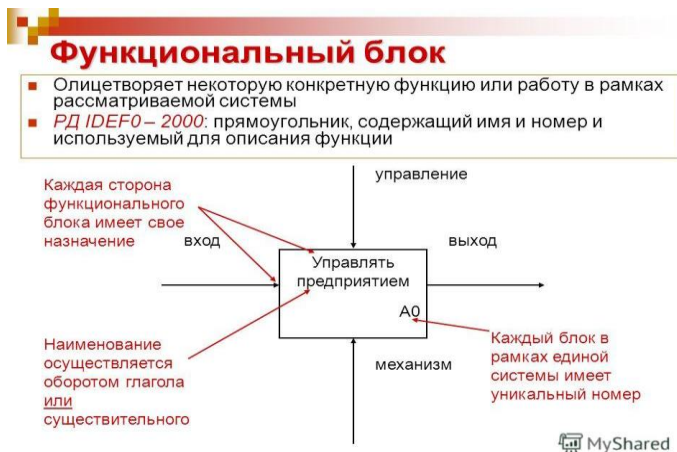 Функциональный блок
Олицетворяет некоторую конкретную функцию или работу в рамках
рассматриваемой системы
РД IDEF0 – 2000: прямоугольник, содержащий имя и номер и
используемый для описания функции
управление
Каждая сторона
функционального
блока имеет свое
назначение
вход
выход
Управлять
предприятием
А0
Наименование
осуществляется
оборотом глагола
или
существительного
механизм
Каждый блок в
рамках единой
системы имеет
уникальный номер
MyShared